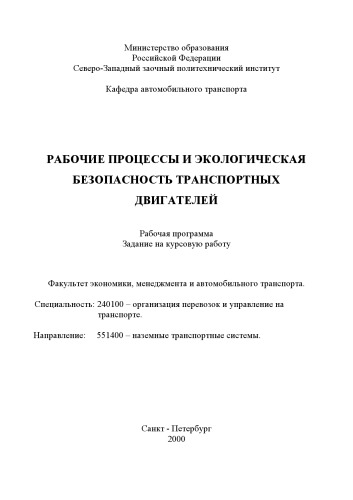 Министерство образования
Российской Федерации
Северо-Западный заочный политехнический институт
Кафедра автомобильного транспорта
РАБОЧИЕ ПРОЦЕССЫ И ЭКОЛОГИЧЕСКАЯ
БЕЗОПАСНОСТЬ ТРАНСПОРТНЫХ
ДВИГАТЕЛЕЙ
Рабочая программа
Задание на курсовую работу
Факультет экономики, менеджмента и автомобильного транспорта.
Специальность: 240100 – организация перевозок и управление на
транспорте.
Направление: 551400 – наземные транспортные системы.
Санкт - Петербург
2000